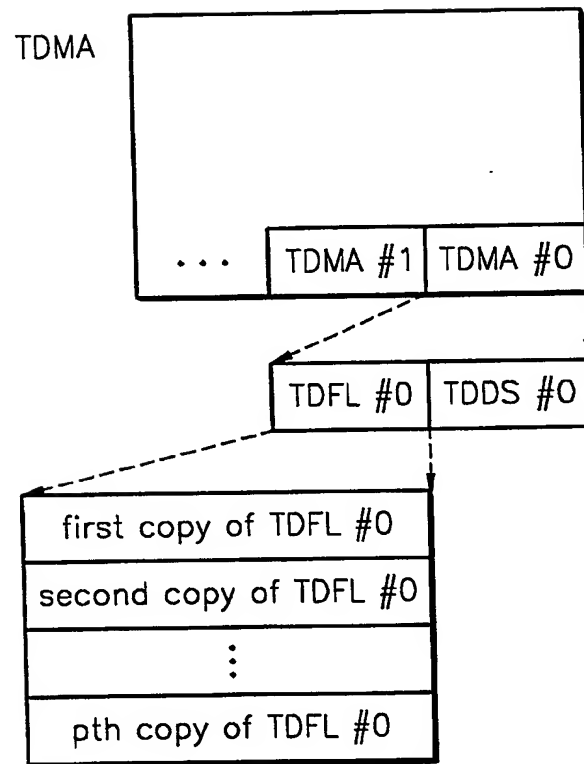 TDMA
... TDMA #1 TDMA #0
TDFL #0 TDDS #0
first copy of TDFL #0
second copy of TDFL #0
⋮
pth copy of TDFL #0